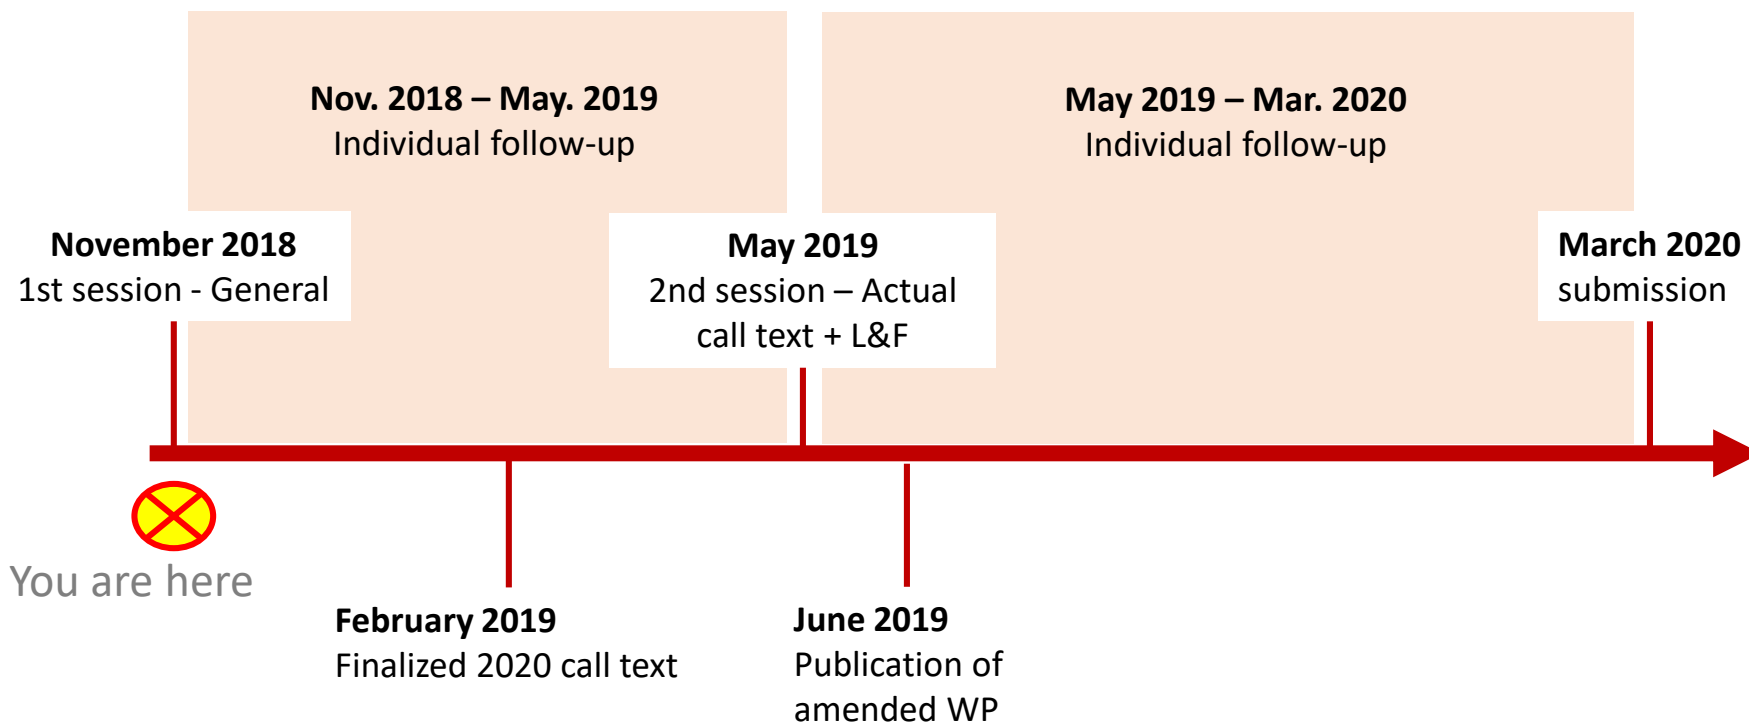 Nov. 2018 – May. 2019
Individual follow-up
May 2019 – Mar. 2020
Individual follow-up
November 2018
1st session - General
May 2019
2nd session – Actual
call text + L&F
March 2020
submission
You are here
February 2019
Finalized 2020 call text
June 2019
Publication of
amended WP